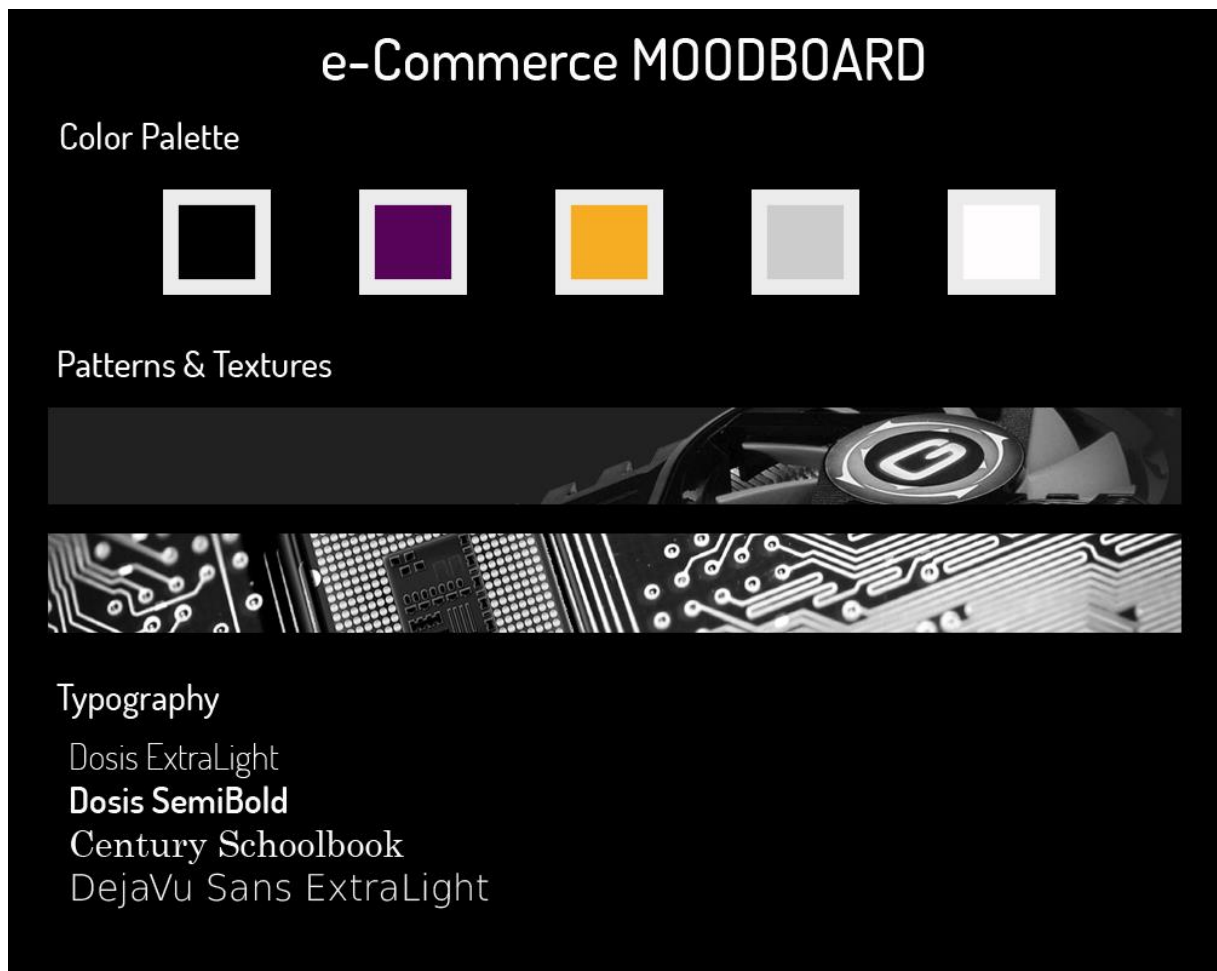 e-Commerce MOODBOARD
Color Palette
Patterns & Textures
G
Typography
Dosis ExtraLight
Dosis SemiBold
Century Schoolbook
DejaVu Sans ExtraLight